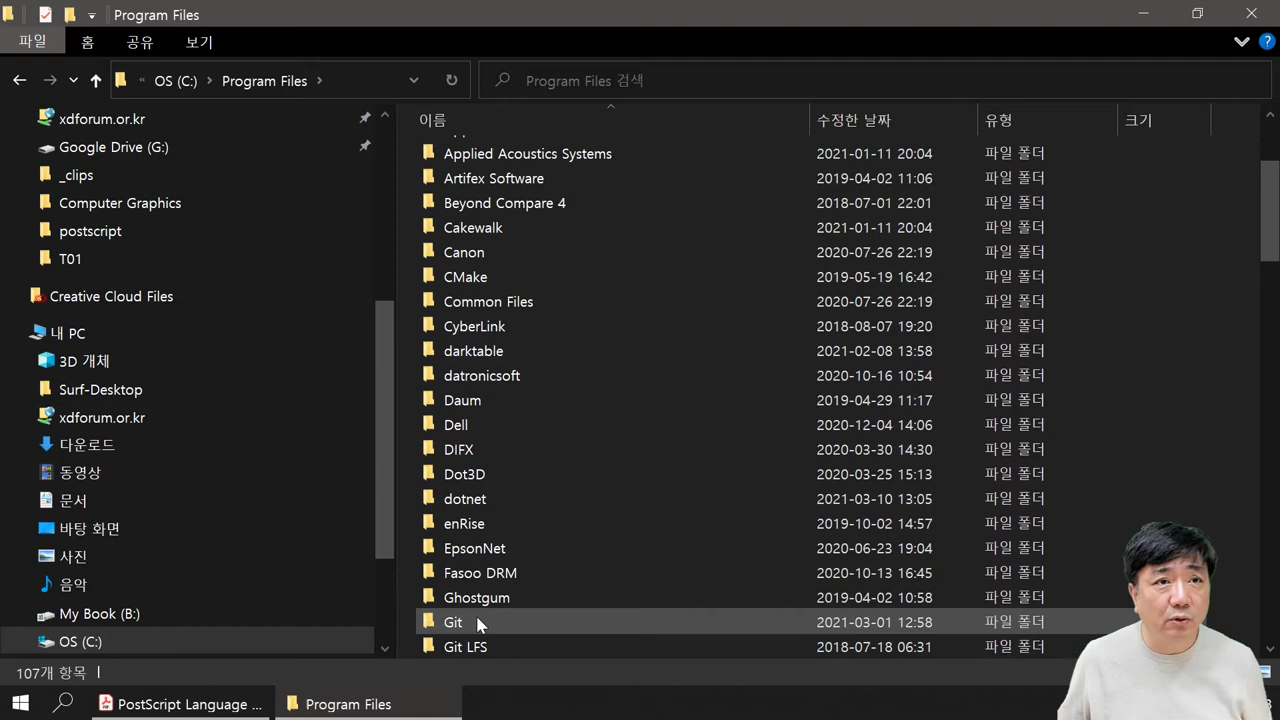 Program Files
파일 홈 공유 보기
OS (C:) Program Files
Program Files 검색
xdforum.or.kr
Google Drive (G:)
_clips
Computer Graphics
postscript
T01
Creative Cloud Files
내 PC
3D 개체
Surf-Desktop
xdforum.or.kr
다운로드
동영상
문서
바탕 화면
사진
음악
My Book (B:)
OS (C:)
이름 수정한 날짜 유형 크기
Applied Acoustics Systems 2021-01-11 20:04 파일 폴더
Artifex Software 2019-04-02 11:06 파일 폴더
Beyond Compare 4 2018-07-01 22:01 파일 폴더
Cakewalk 2021-01-11 20:04 파일 폴더
Canon 2020-07-26 22:19 파일 폴더
CMake 2019-05-19 16:42 파일 폴더
Common Files 2020-07-26 22:19 파일 폴더
CyberLink 2018-08-07 19:20 파일 폴더
darktable 2021-02-08 13:58 파일 폴더
datronicsoft 2020-10-16 10:54 파일 폴더
Daum 2019-04-29 11:17 파일 폴더
Dell 2020-12-04 14:06 파일 폴더
DIFX 2020-03-30 14:30 파일 폴더
Dot3D 2020-03-25 15:13 파일 폴더
dotnet 2021-03-10 13:05 파일 폴더
enRise 2019-10-02 14:57 파일 폴더
EpsonNet 2020-06-23 19:04 파일 폴더
Fasoo DRM 2020-10-13 16:45 파일 폴더
Ghostgum 2019-04-02 10:58 파일 폴더
Git 2021-03-01 12:58 파일 폴더
Git LFS 2018-07-18 06:31 파일 폴더
107개 항목
PostScript Language ... Program Files